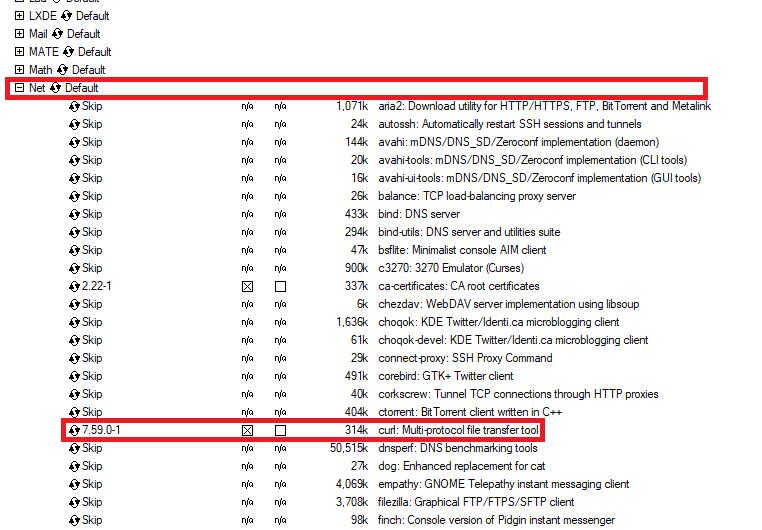 Default
LXDE Default
Mail Default
MATE Default
Math Default
Net Default
Skip n/a n/a 1,071k aria2: Download utility for HTTP/HTTPS, FTP, BitTorrent and Metalink
Skip n/a n/a 24k autossh: Automatically restart SSH sessions and tunnels
Skip n/a n/a 144k avahi: mDNS/DNS_SD/Zeroconf implementation (daemon)
Skip n/a n/a 20k avahi-tools: mDNS/DNS_SD/Zeroconf implementation (CLI tools)
Skip n/a n/a 16k avahi-ui-tools: mDNS/DNS_SD/Zeroconf implementation (GUI tools)
Skip n/a n/a 26k balance: TCP load-balancing proxy server
Skip n/a n/a 433k bind: DNS server
Skip n/a n/a 294k bind-utils: DNS server and utilities suite
Skip n/a n/a 47k bsflite: Minimalist console AIM client
Skip n/a n/a 900k c3270: 3270 Emulator (Curses)
2.22-1 337k ca-certificates: CA root certificates
Skip n/a n/a 6k chezdav: WebDAV server implementation using libsoup
Skip n/a n/a 1,636k choqok: KDE Twitter/Identi.ca microblogging client
Skip n/a n/a 61k choqok-devel: KDE Twitter/Identi.ca microblogging client
Skip n/a n/a 29k connect-proxy: SSH Proxy Command
Skip n/a n/a 491k corebird: GTK+ Twitter client
Skip n/a n/a 40k corkscrew: Tunnel TCP connections through HTTP proxies
Skip n/a n/a 404k ctorrent: BitTorrent client written in C++
7.59.0-1 314k curl: Multi-protocol file transfer tool
Skip n/a n/a 50,515k dnsperf: DNS benchmarking tools
Skip n/a n/a 27k dog: Enhanced replacement for cat
Skip n/a n/a 4,069k empathy: GNOME Telepathy instant messaging client
Skip n/a n/a 3,708k filezilla: Graphical FTP/FTPS/SFTP client
Skip n/a n/a 98k finch: Console version of Pidgin instant messenger